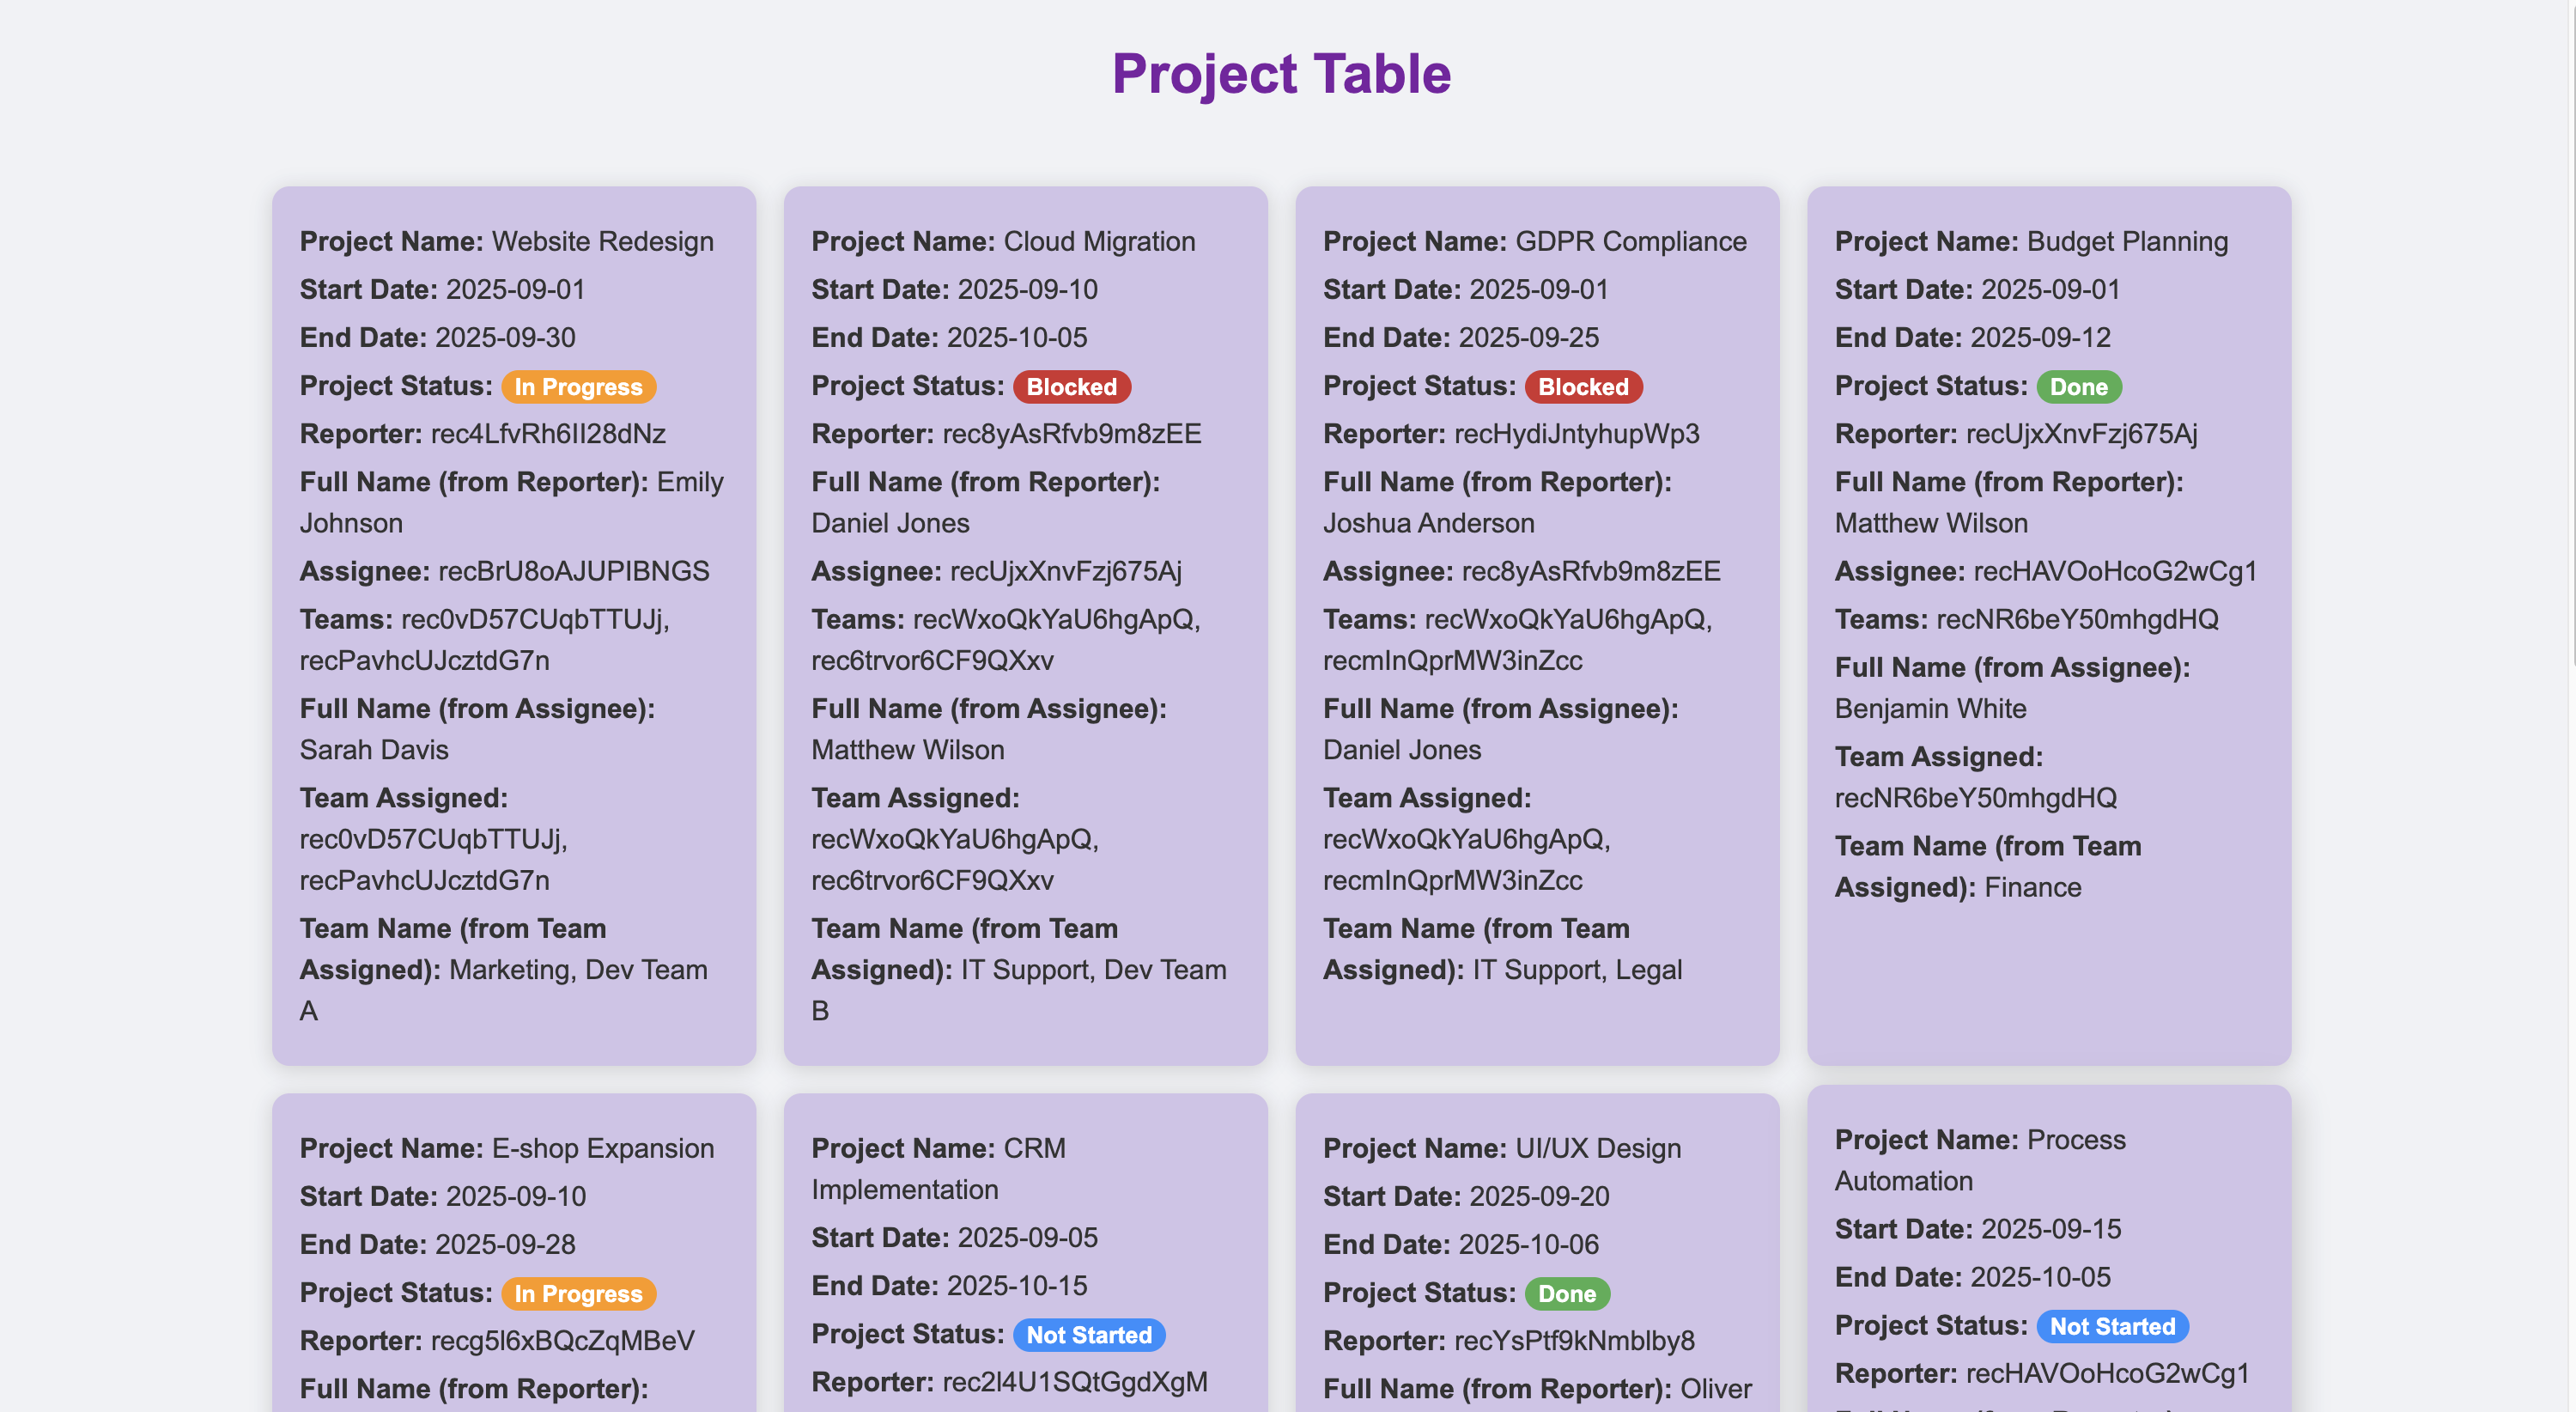 Project Table
Project Name: Website Redesign
Start Date: 2025-09-01
End Date: 2025-09-30
Project Status: In Progress
Reporter: rec4LfvRh6II28dNz
Full Name (from Reporter): Emily
Johnson
Assignee: recBrU8oAJUPIBNGS
Teams: rec0vD57CUqbTTUJj,
recPavhcUJcztdG7n
Full Name (from Assignee):
Sarah Davis
Team Assigned:
rec0vD57CUqbTTUJj,
recPavhcUJcztdG7n
Team Name (from Team
Assigned): Marketing, Dev Team
A
Project Name: Cloud Migration
Start Date: 2025-09-10
End Date: 2025-10-05
Project Status: Blocked
Reporter: rec8yAsRfvb9m8zEE
Full Name (from Reporter):
Daniel Jones
Assignee: recUjxXnvFzj675Aj
Teams: recWxoQkYaU6hgApQ,
rec6trvor6CF9QXxv
Full Name (from Assignee):
Matthew Wilson
Team Assigned:
recWxoQkYaU6hgApQ,
rec6trvor6CF9QXxv
Team Name (from Team
Assigned): IT Support, Dev Team
B
Project Name: GDPR Compliance
Start Date: 2025-09-01
End Date: 2025-09-25
Project Status: Blocked
Reporter: recHydiJntyhupWp3
Full Name (from Reporter):
Joshua Anderson
Assignee: rec8yAsRfvb9m8zEE
Teams: recWxoQkYaU6hgApQ,
recmInQprMW3inZcc
Full Name (from Assignee):
Daniel Jones
Team Assigned:
recWxoQkYaU6hgApQ,
recmInQprMW3inZcc
Team Name (from Team
Assigned): IT Support, Legal
Project Name: Budget Planning
Start Date: 2025-09-01
End Date: 2025-09-12
Project Status: Done
Reporter: recUjxXnvFzj675Aj
Full Name (from Reporter):
Matthew Wilson
Assignee: recHAVOoHcoG2wCg1
Teams: recNR6beY50mhgdHQ
Full Name (from Assignee):
Benjamin White
Team Assigned:
recNR6beY50mhgdHQ
Team Name (from Team
Assigned): Finance
Project Name: E-shop Expansion
Start Date: 2025-09-10
End Date: 2025-09-28
Project Status: In Progress
Reporter: recg5l6xBQcZqMBeV
Full Name (from Reporter):
Project Name: CRM
Implementation
Start Date: 2025-09-05
End Date: 2025-10-15
Project Status: Not Started
Reporter: rec2l4U1SQtGgdXgM
Project Name: UI/UX Design
Start Date: 2025-09-20
End Date: 2025-10-06
Project Status: Done
Reporter: recYsPtf9kNmblby8
Full Name (from Reporter): Oliver
Project Name: Process
Automation
Start Date: 2025-09-15
End Date: 2025-10-05
Project Status: Not Started
Reporter: recHAVOoHcoG2wCg1